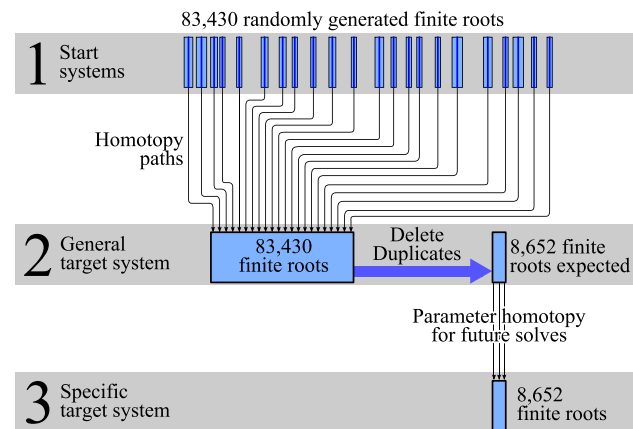 83,430 randomly generated finite roots
1 Start
systems
Homotopy
paths
2 General
target system
83,430
finite roots
Delete
Duplicates
8,652 finite
roots expected
Parameter homotopy
for future solves
3 Specific
target system
8,652
finite roots